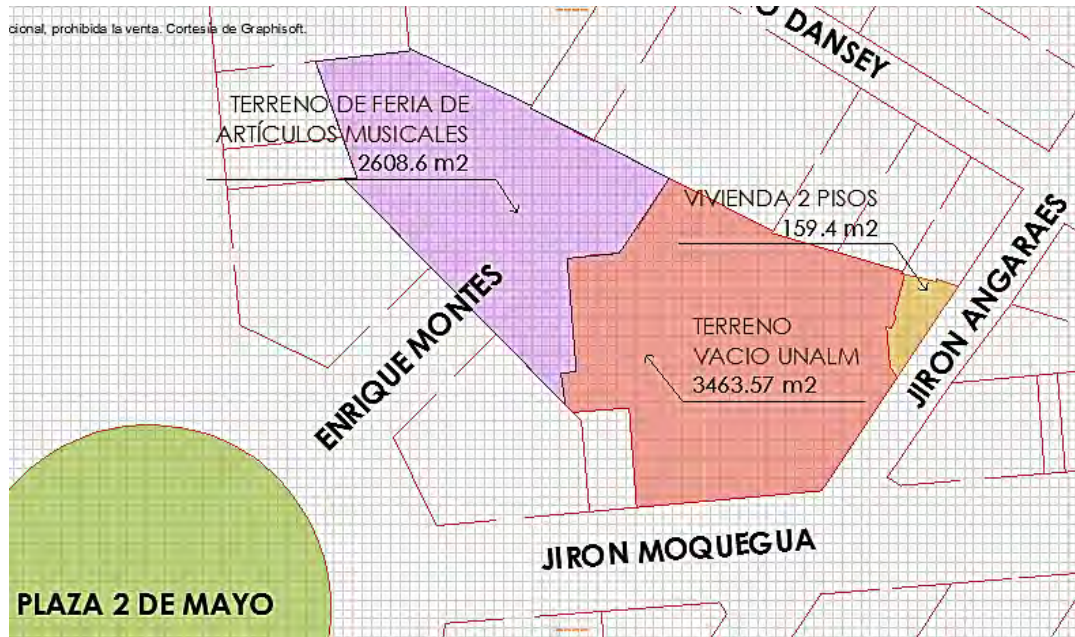 cional, prohibida la venta. Cortesía de Graphisoft.
O DANSEY
TERRENO DE FERIA DE
ARTÍCULOS MUSICALES
2608.6 m2
VIVIENDA 2 PISOS
159.4 m2
JIRON ANGARAES
ENRIQUE MONTES
TERRENO
VACIO UNALM
3463.57 m2
JIRON MOQUEGUA
PLAZA 2 DE MAYO